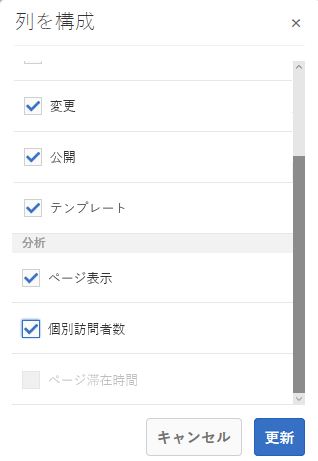 列を構成
変更
公開
テンプレート
分析
ページ表示
個別訪問者数
ページ滞在時間
キャンセル
更新